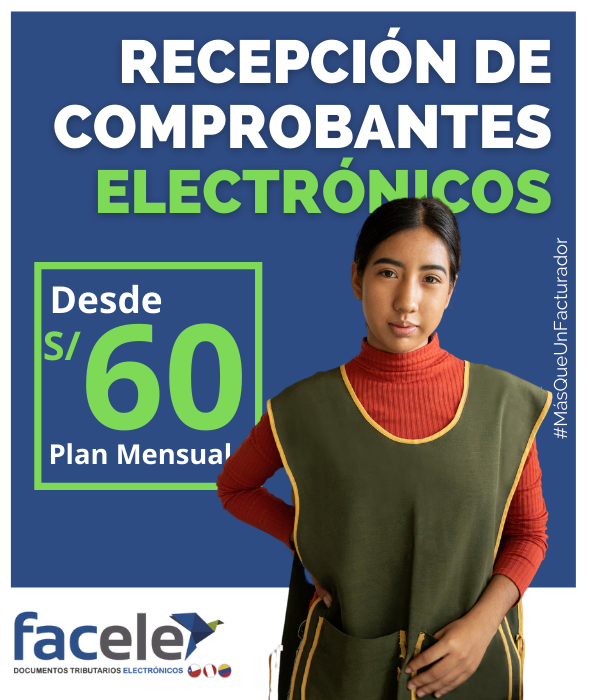 RECEPCIÓN DE
COMPROBANTES
ELECTRÓNICOS
Desde
S/60
Plan Mensual
#MásQueUnFacturador
facele
DOCUMENTOS TRIBUTARIOS ELECTRÓNICOS